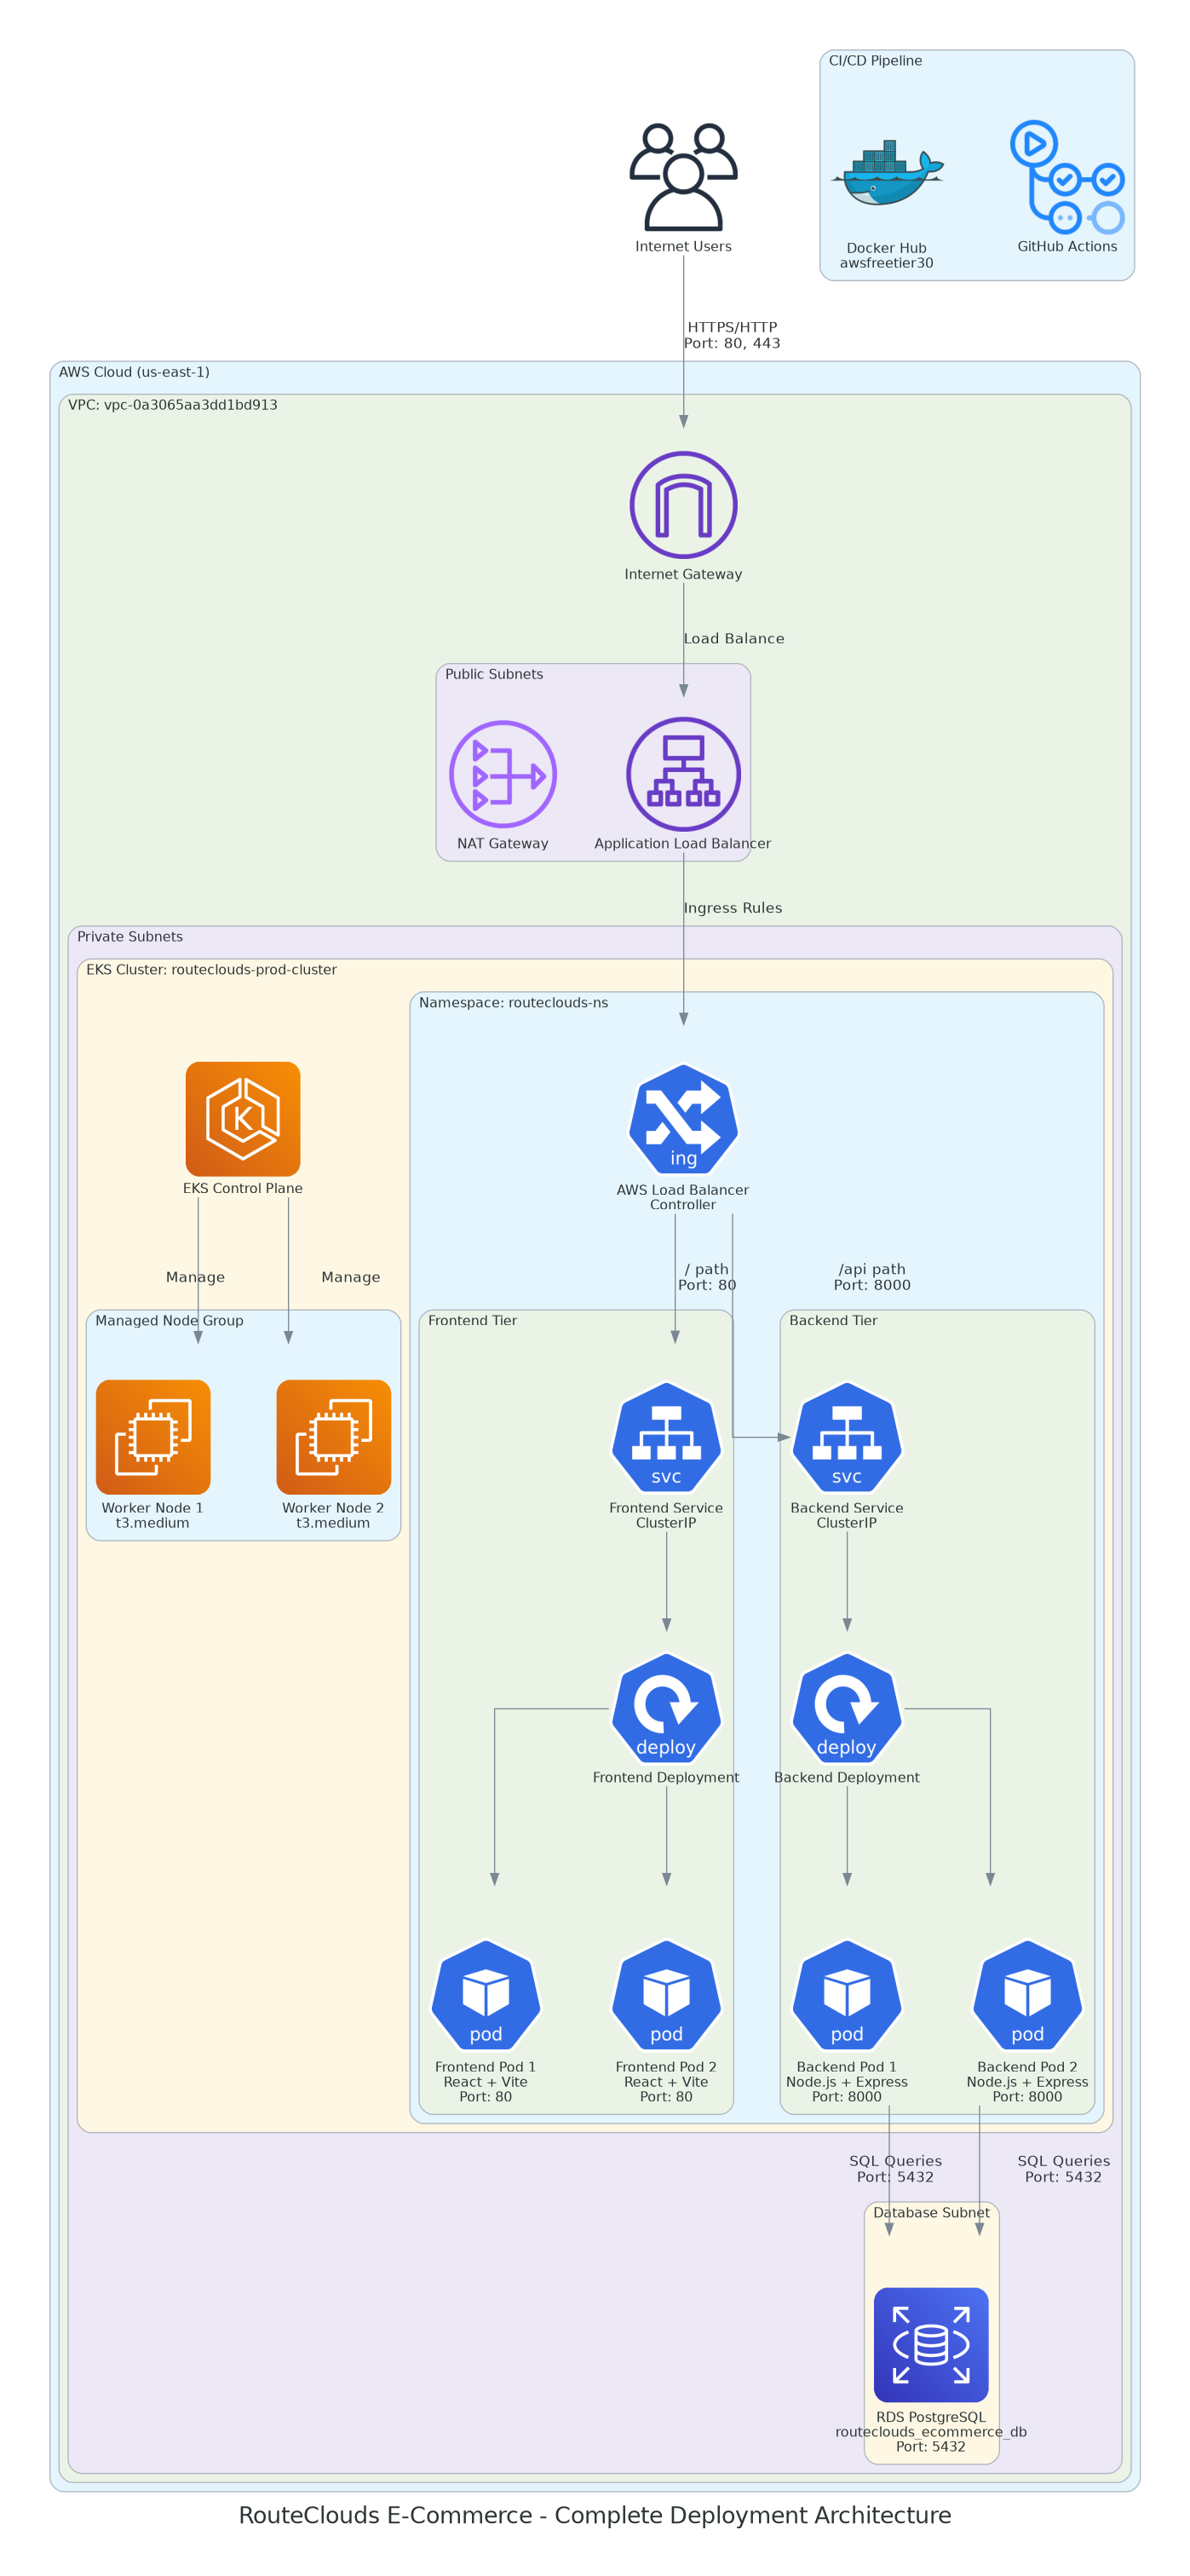 CI/CD Pipeline
Docker Hub
awsfreetier30
GitHub Actions
Internet Users
HTTPS/HTTP
Port: 80, 443
AWS Cloud (us-east-1)
VPC: vpc-0a3065aa3dd1bd913
Internet Gateway
Load Balance
Public Subnets
NAT Gateway
Application Load Balancer
Ingress Rules
Private Subnets
EKS Cluster: routeclouds-prod-cluster
Namespace: routeclouds-ns
K
EKS Control Plane
ing
AWS Load Balancer
Controller
Manage
Manage
/ path
Port: 80
/api path
Port: 8000
Managed Node Group
Worker Node 1
t3.medium
Worker Node 2
t3.medium
Frontend Tier
svc
Frontend Service
ClusterIP
Backend Tier
svc
Backend Service
ClusterIP
deploy
Frontend Deployment
deploy
Backend Deployment
pod
Frontend Pod 1
React + Vite
Port: 80
pod
Frontend Pod 2
React + Vite
Port: 80
pod
Backend Pod 1
Node.js + Express
Port: 8000
pod
Backend Pod 2
Node.js + Express
Port: 8000
SQL Queries
Port: 5432
SQL Queries
Port: 5432
Database Subnet
RDS PostgreSQL
routeclouds_ecommerce_db
Port: 5432
RouteClouds E-Commerce - Complete Deployment Architecture